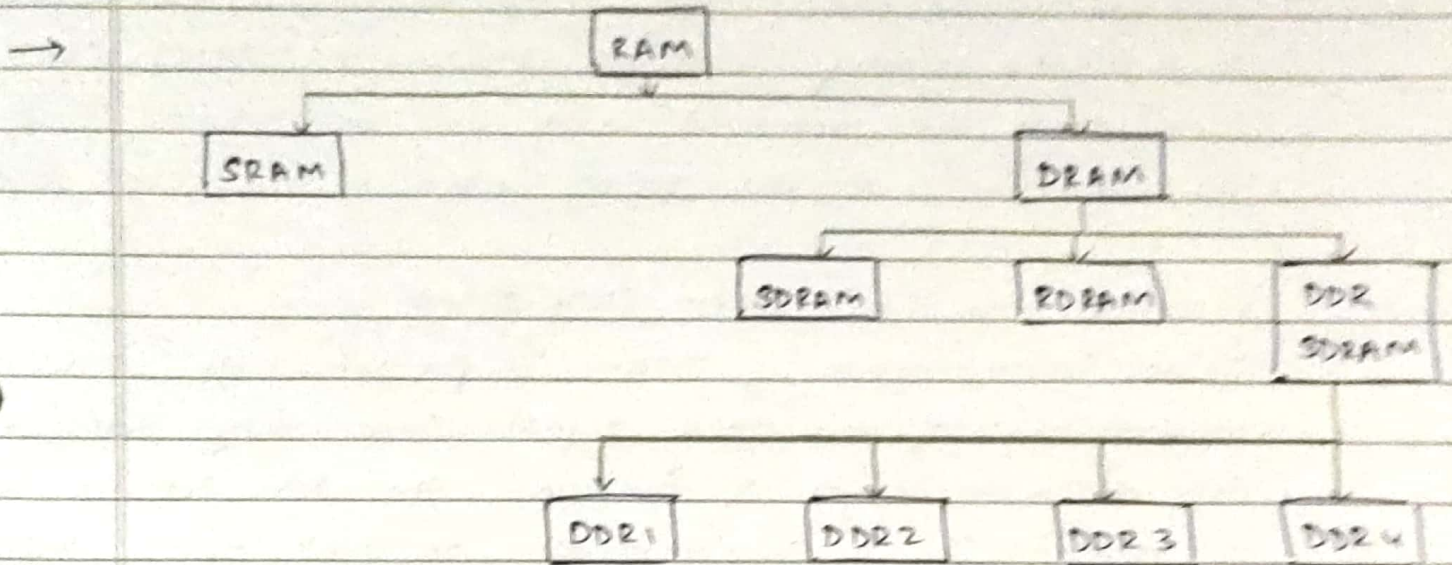 → RAM
SRAM DRAM
SDRAM RDRAM DDR
SDRAM
DDR1 DDR2 DDR3 DDR4